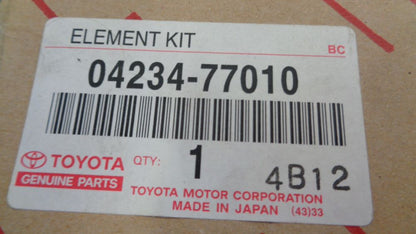 ELEMENT KIT
BC
04234-77010
TOYOTA QTY: 1 4B12
GENUINE PARTS
TOYOTA MOTOR CORPORATION
MADE IN JAPAN (43)33